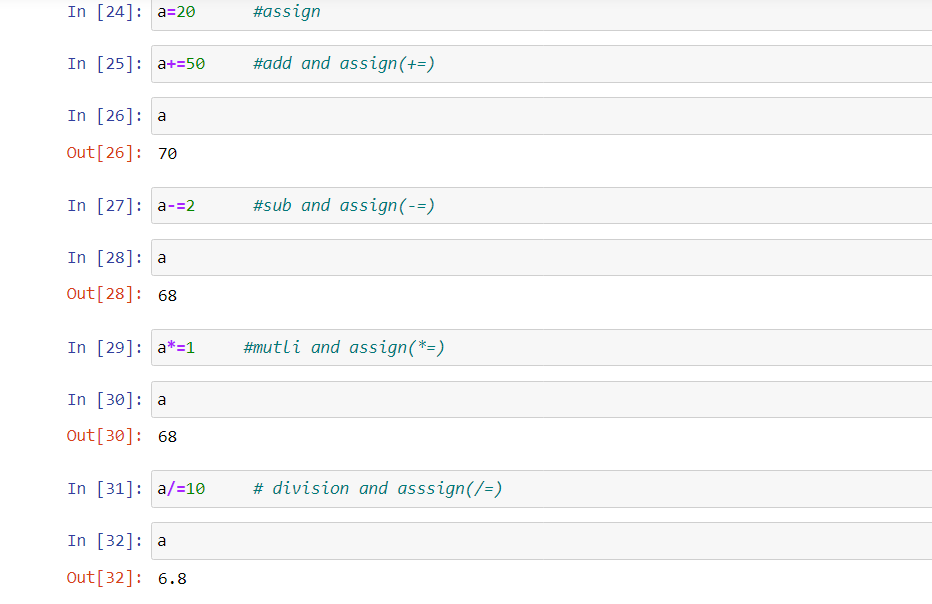 In [24]: a=20      #assign
In [25]: a+=50     #add and assign(+=)
In [26]: a
Out[26]: 70
In [27]: a-=2      #sub and assign(-=)
In [28]: a
Out[28]: 68
In [29]: a*=1     #mutli and assign(*=)
In [30]: a
Out[30]: 68
In [31]: a/=10     # division and asssign(/=)
In [32]: a
Out[32]: 6.8